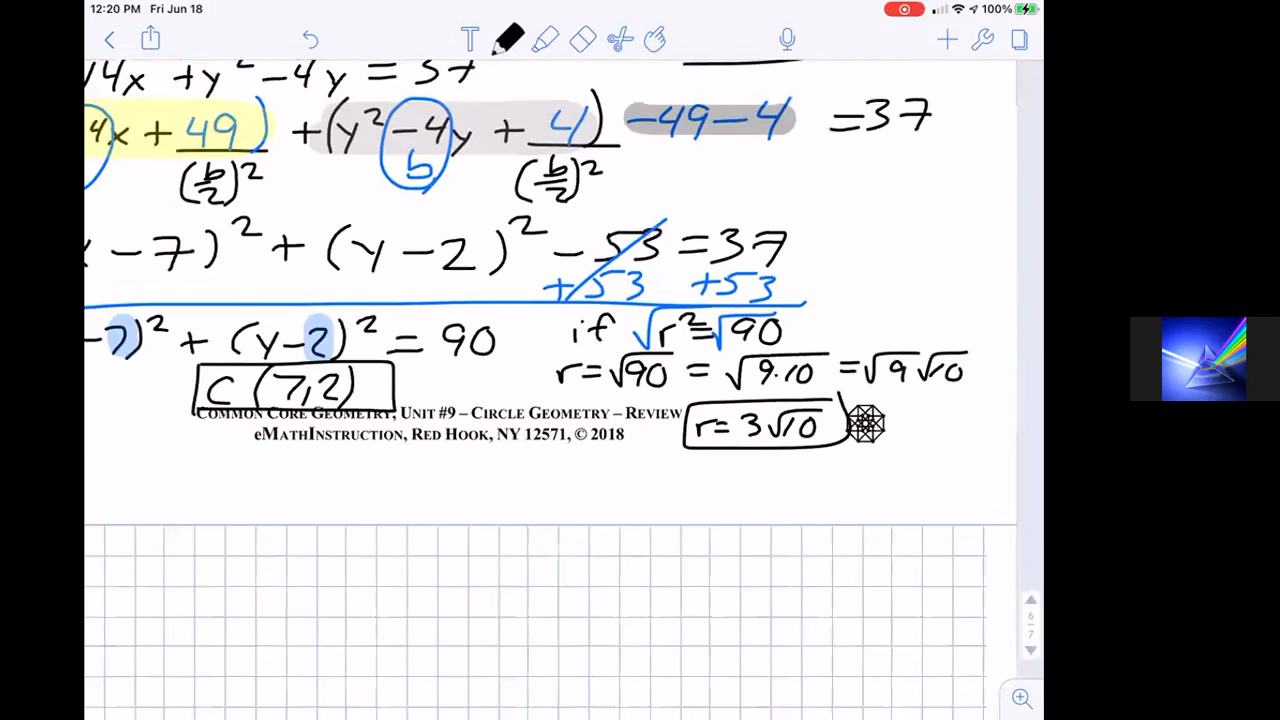 12:20 PM Fri Jun 18 100%
T
14x + y² - 4y = 37
4x + 49) + (y² - 4y + 4) - 49 - 4 = 37
(b/2)² b (b/2)²
- 7)² + (y - 2)² - 53 = 37
+ 53 + 53
- 7)² + (y - 2)² = 90 if √r² = √90
C (7,2) r = √90 = √9·10 = √9 √10
COMMON CORE GEOMETRY, UNIT #9 – CIRCLE GEOMETRY – REVIEW
r = 3√10
eMATHINSTRUCTION, RED HOOK, NY 12571, © 2018
6
7